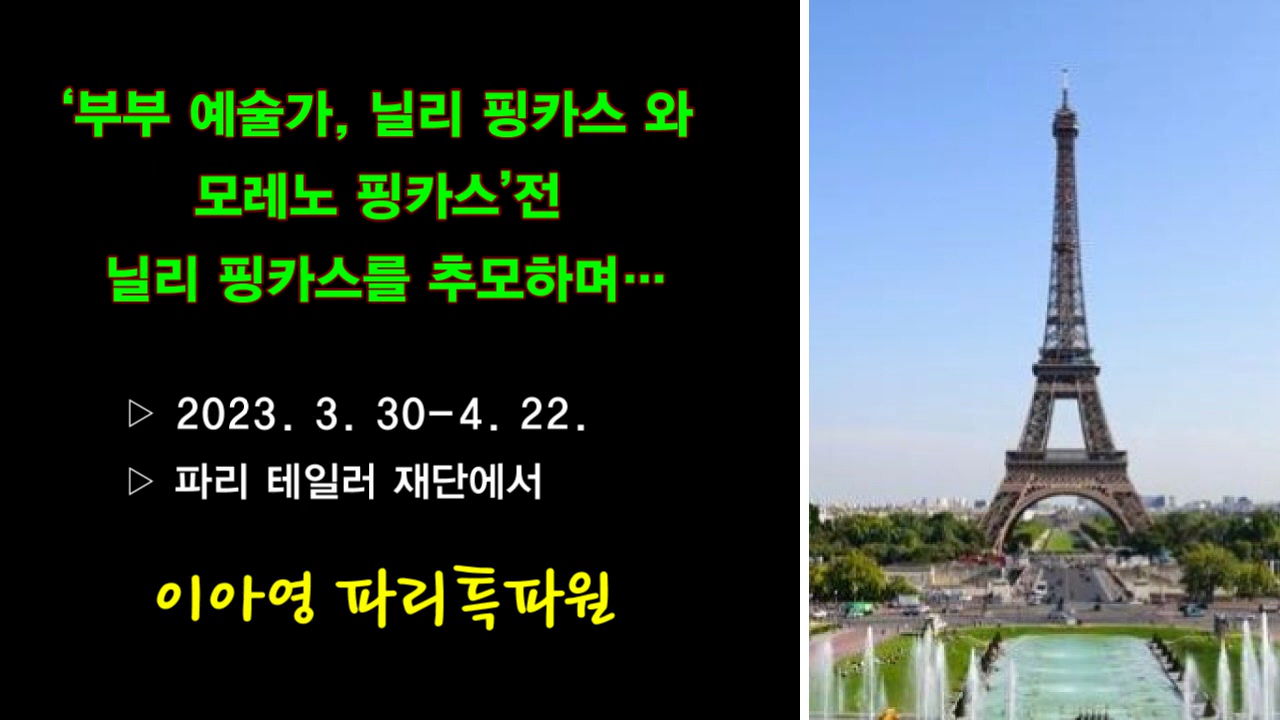 ‘부부 예술가, 닐리 핑카스 와
모레노 핑카스’전
닐리 핑카스를 추모하며…
▷ 2023. 3. 30-4. 22.
▷ 파리 테일러 재단에서
이아영 파리특파원